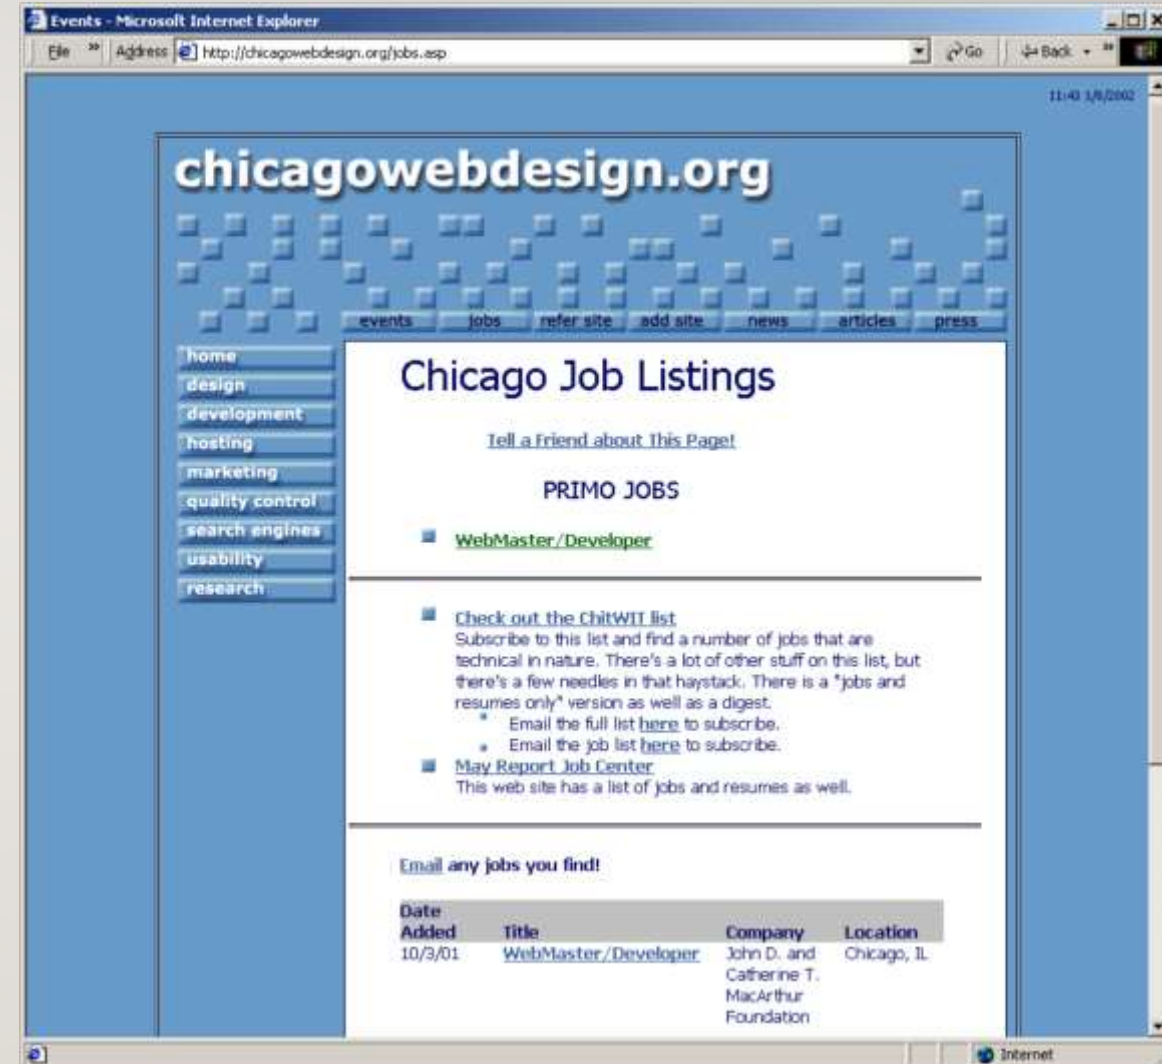 Events - Microsoft Internet Explorer
File » Address http://chicagowebdesign.org/jobs.asp Go Back »
11:43 1/8/2002
chicagowebdesign.org
events jobs refer site add site news articles press
home
design
development
hosting
marketing
quality control
search engines
usability
research
Chicago Job Listings
Tell a Friend about This Page!
PRIMO JOBS
WebMaster/Developer
Check out the ChitWIT list
Subscribe to this list and find a number of jobs that are
technical in nature. There's a lot of other stuff on this list, but
there's a few needles in that haystack. There is a "jobs and
resumes only" version as well as a digest.
Email the full list here to subscribe.
Email the job list here to subscribe.
May Report Job Center
This web site has a list of jobs and resumes as well.
Email any jobs you find!
Date
Added Title Company Location
10/3/01 WebMaster/Developer John D. and Chicago, IL
Catherine T.
MacArthur
Foundation
Internet